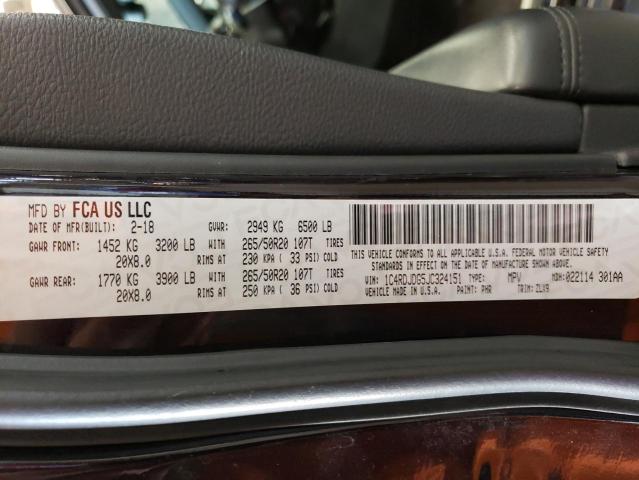 MFD BY FCA US LLC
DATE OF MFR(BUILT): 2-18 GVWR: 2949 KG 6500 LB
GAWR FRONT: 1452 KG 3200 LB WITH 265/50R20 107T TIRES
20X8.0 RIMS AT 230 KPA ( 33 PSI) COLD
GAWR REAR: 1770 KG 3900 LB WITH 265/50R20 107T TIRES
20X8.0 RIMS AT 250 KPA ( 36 PSI) COLD
THIS VEHICLE CONFORMS TO ALL APPLICABLE U.S.A. FEDERAL MOTOR VEHICLE SAFETY
STANDARDS IN EFFECT ON THE DATE OF MANUFACTURE SHOWN ABOVE.
VIN: 1C4RDJDG5JC324151 TYPE: MPV MDH:022114 301AA
VEHICLE MADE IN U.S.A. PAINT: PHR TRIM: ZLX9